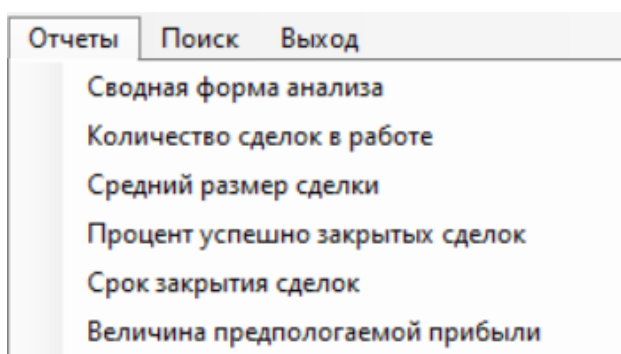 Отчеты Поиск Выход
Сводная форма анализа
Количество сделок в работе
Средний размер сделки
Процент успешно закрытых сделок
Срок закрытия сделок
Величина предпологаемой прибыли